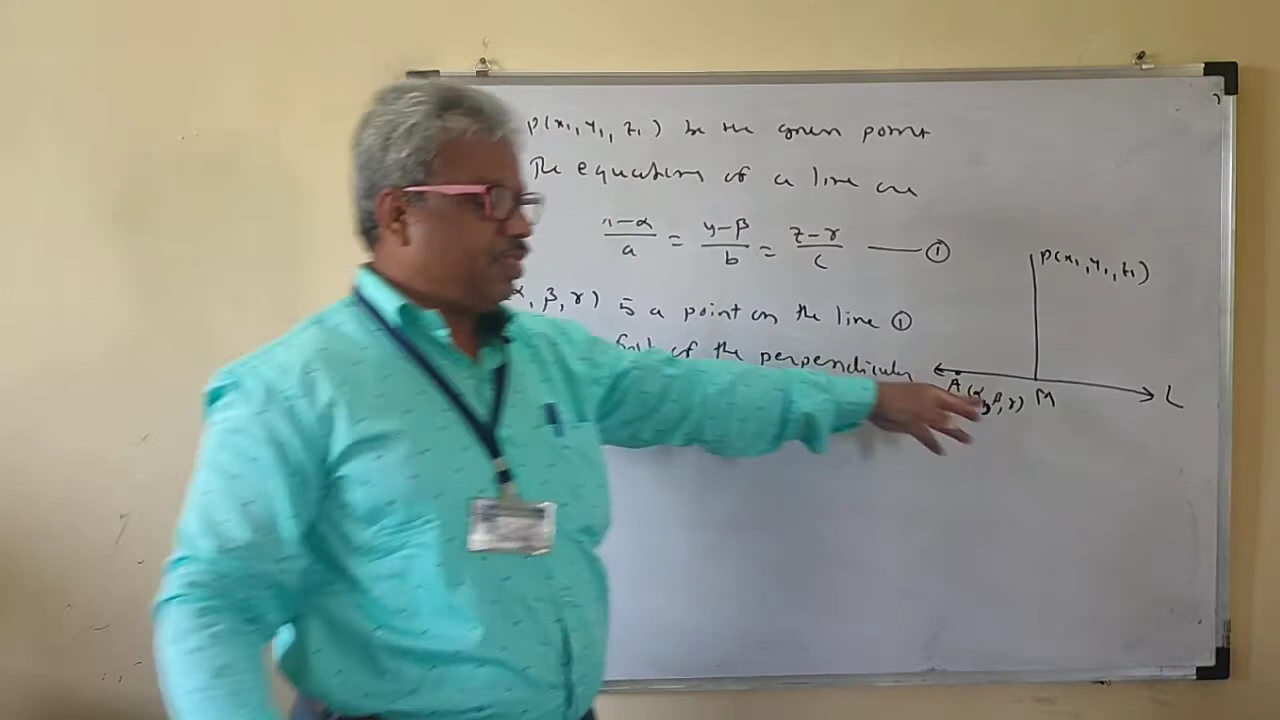 P(x₁, y₁, z₁) be the given point
The equations of a line are
x-α/a = y-β/b = z-γ/c —— ①
α, β, γ) is a point on the line ①
foot of the perpendicular
P(x₁, y₁, z₁)
A (α, β, γ) M L